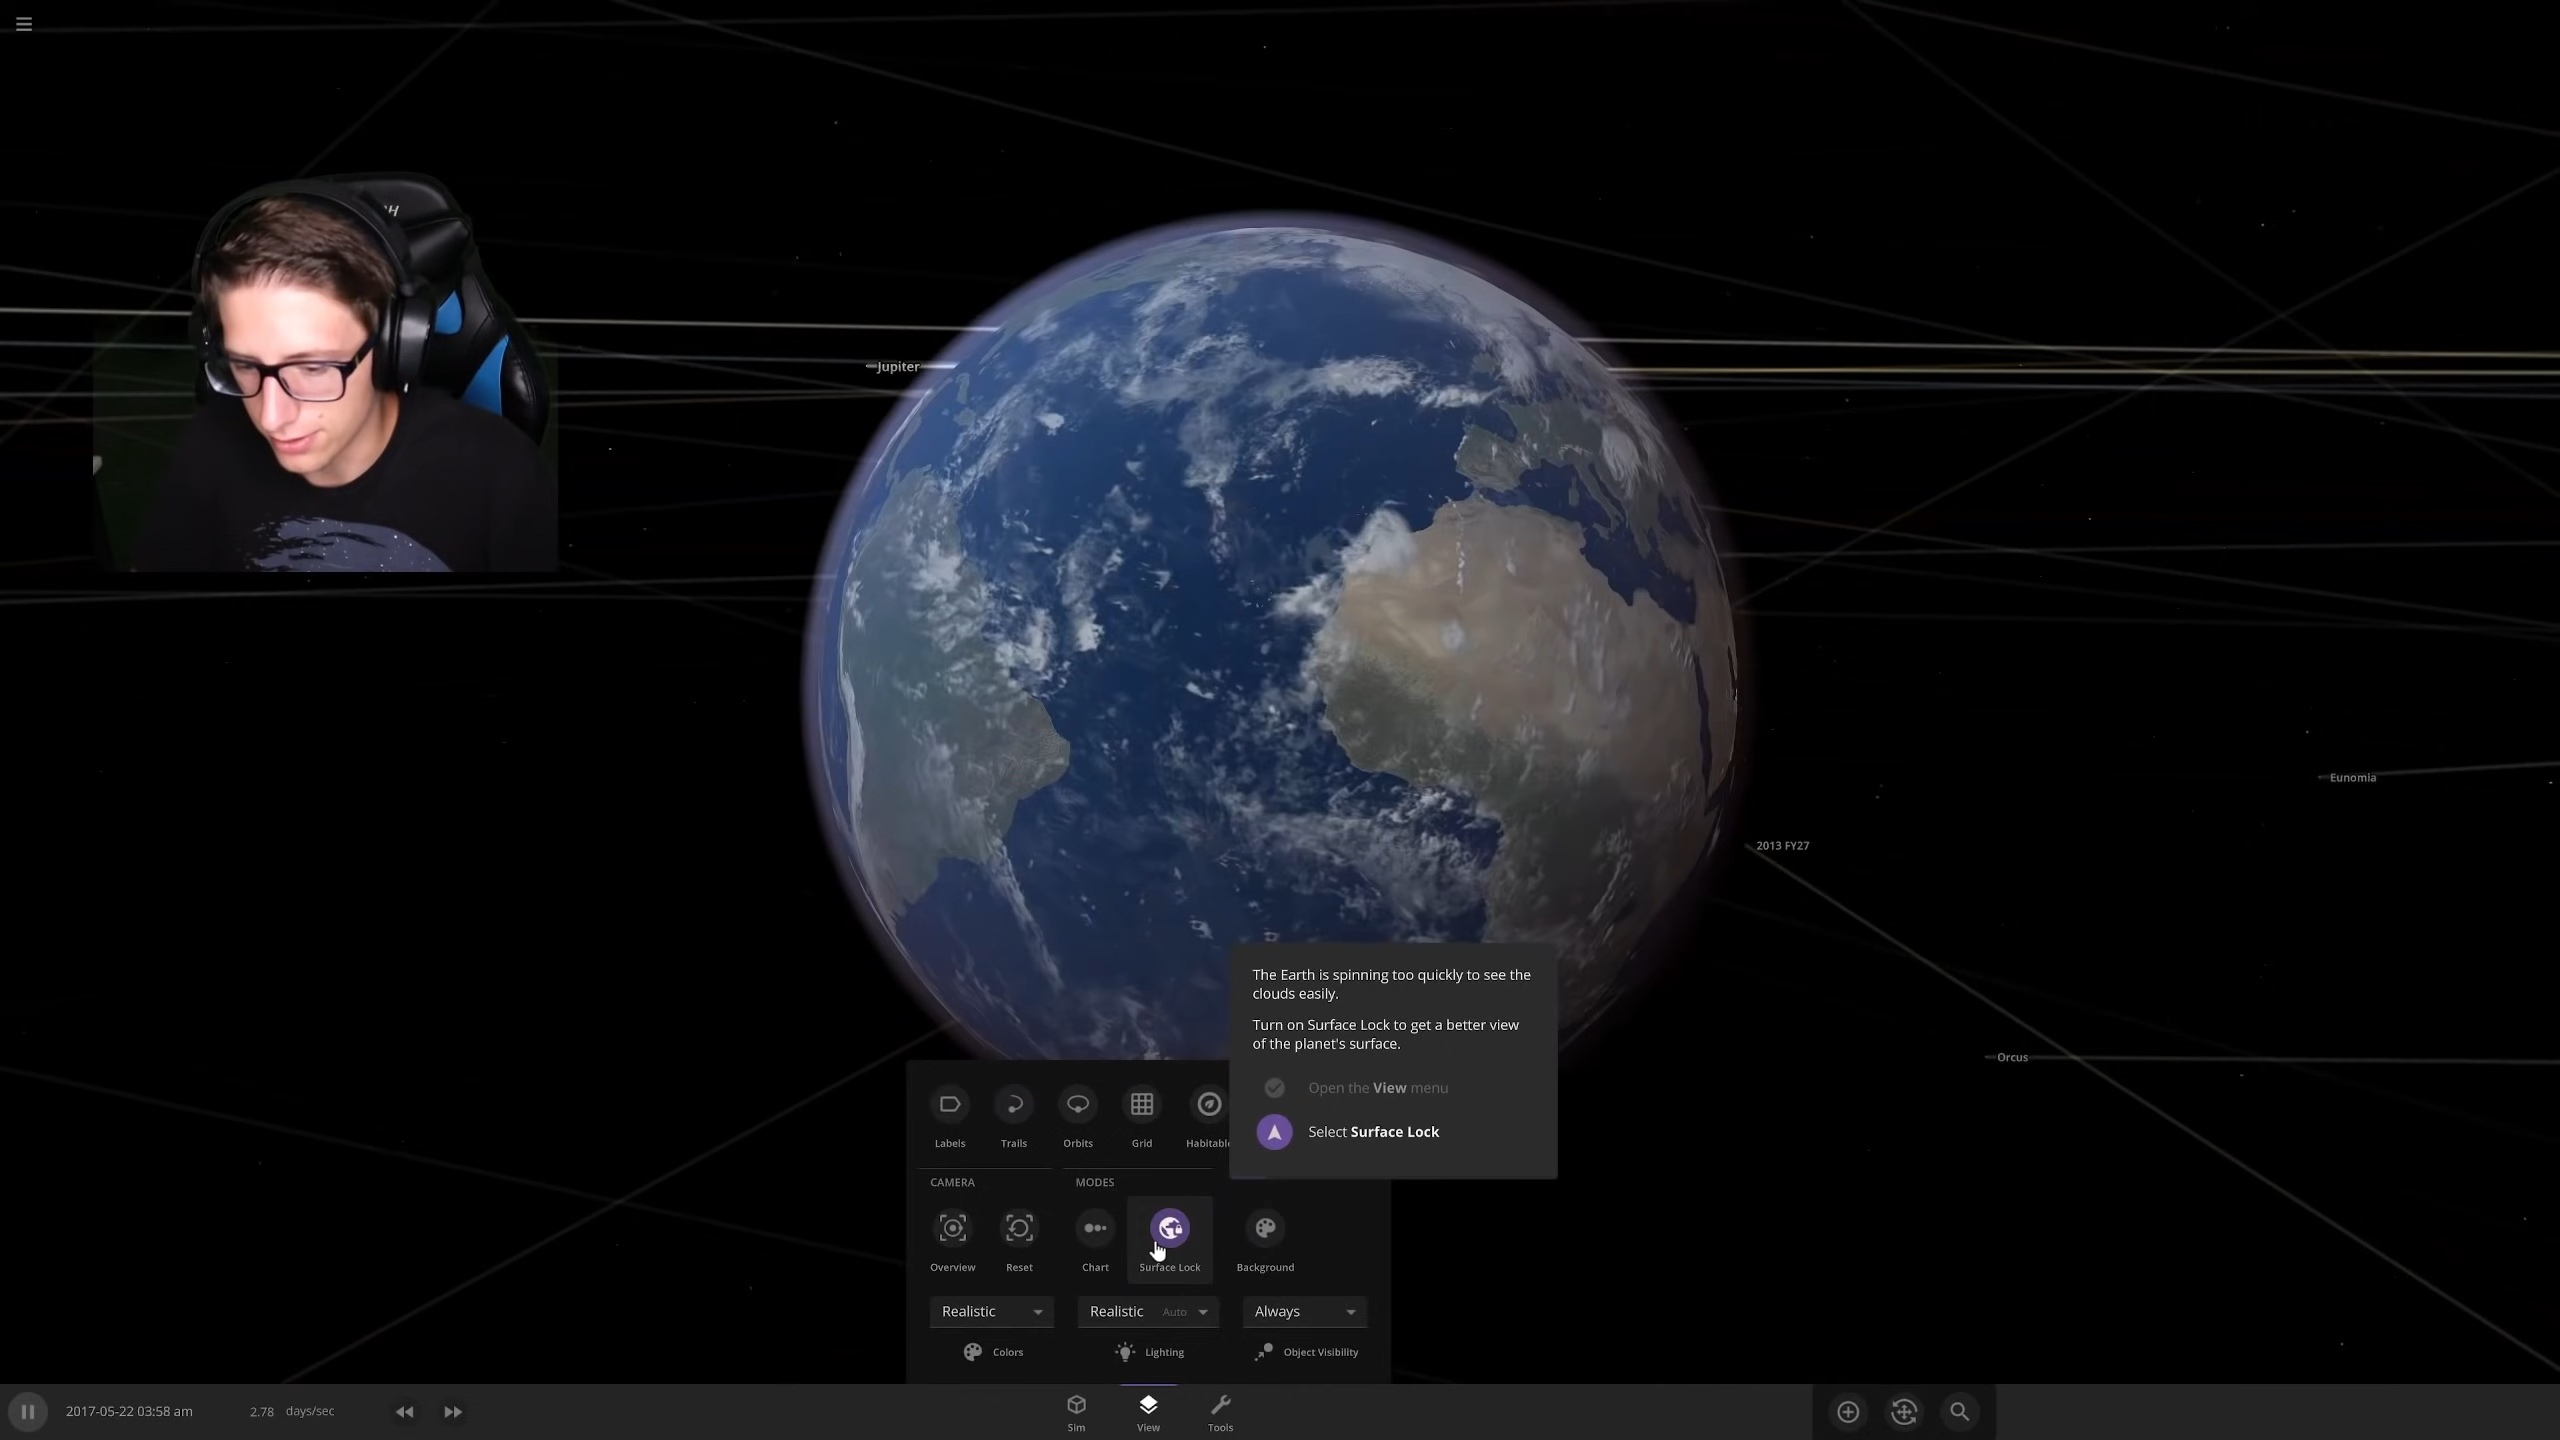 Jupiter
Eunomia
2013 FY27
Orcus
The Earth is spinning too quickly to see the
clouds easily.
Turn on Surface Lock to get a better view
of the planet's surface.
Open the View menu
Select Surface Lock
Labels
Trails
Orbits
Grid
Habitabl
CAMERA
MODES
Overview
Reset
Chart
Surface Lock
Background
Realistic
Realistic Auto
Always
Colors
Lighting
Object Visibility
2017-05-22 03:58 am
2.78 days/sec
Sim
View
Tools